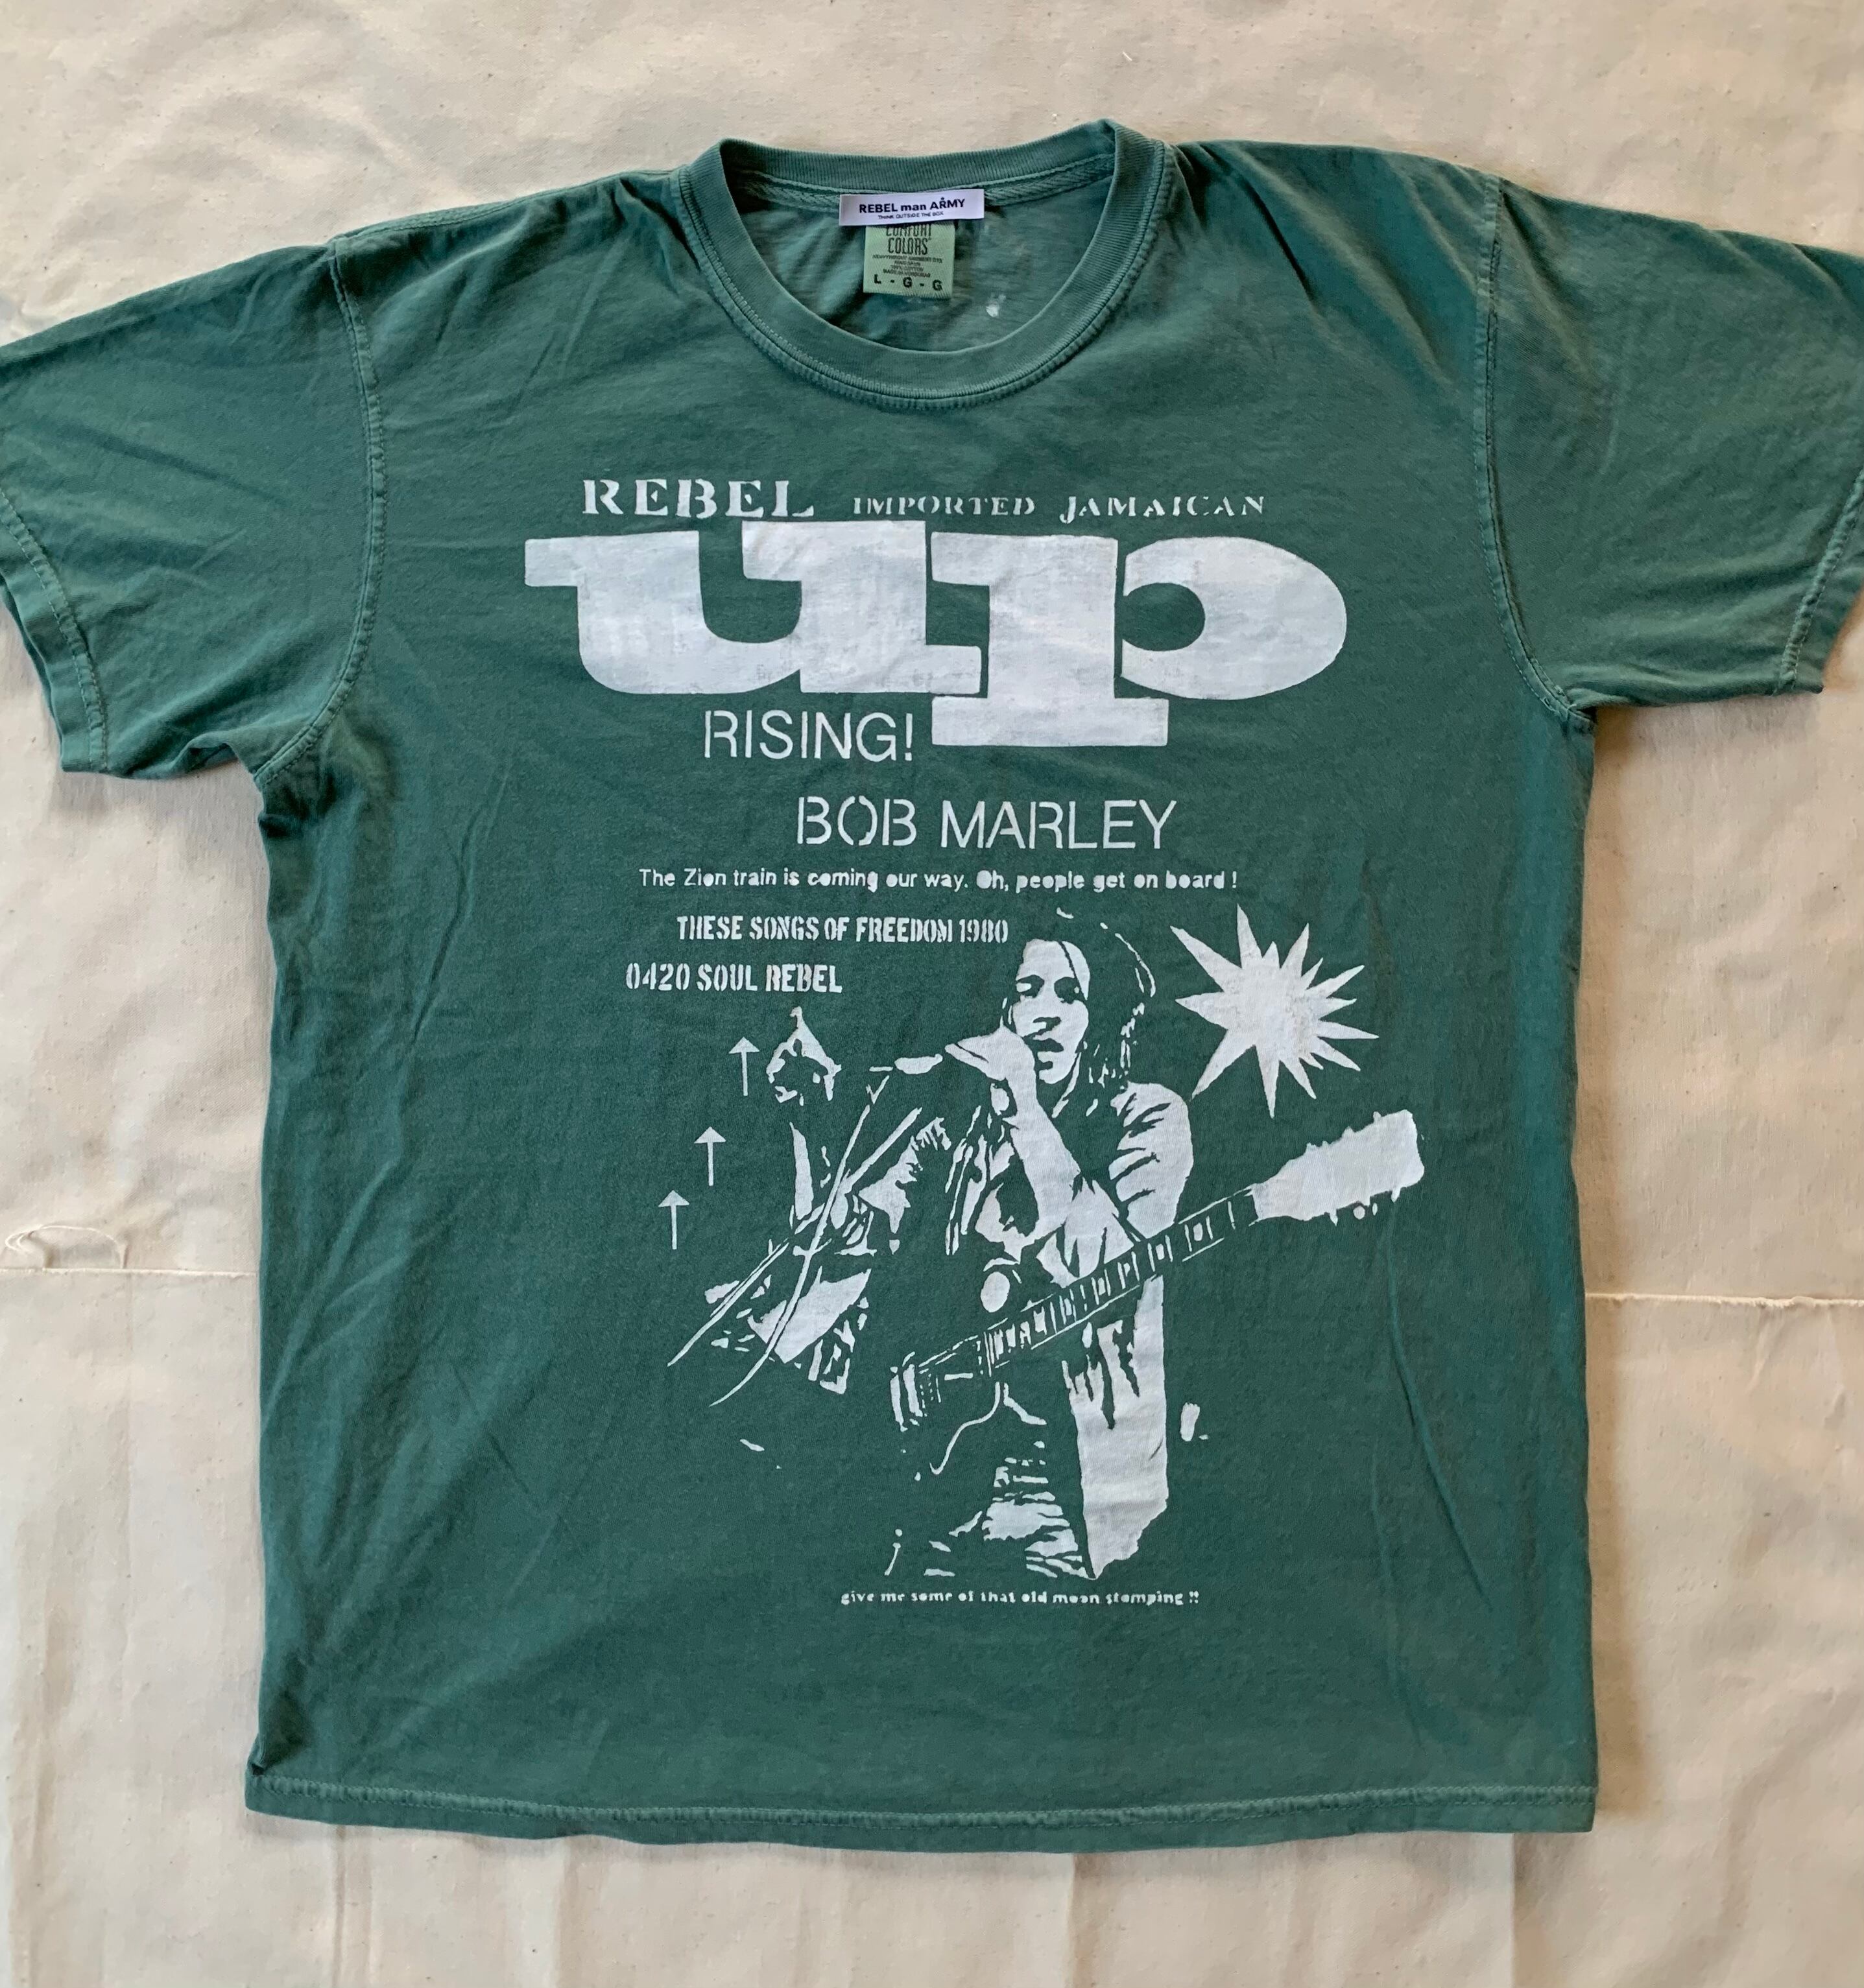 REBEL man ARMY
THINK OUTSIDE THE BOX
COMFORT
COLORS
L - G - G
REBEL IMPORTED JAMAICAN
up
RISING!
BOB MARLEY
The Zion train is coming our way. Oh, people get on board !
THESE SONGS OF FREEDOM 1980
0420 SOUL REBEL
give me some of that old moon stomping !!